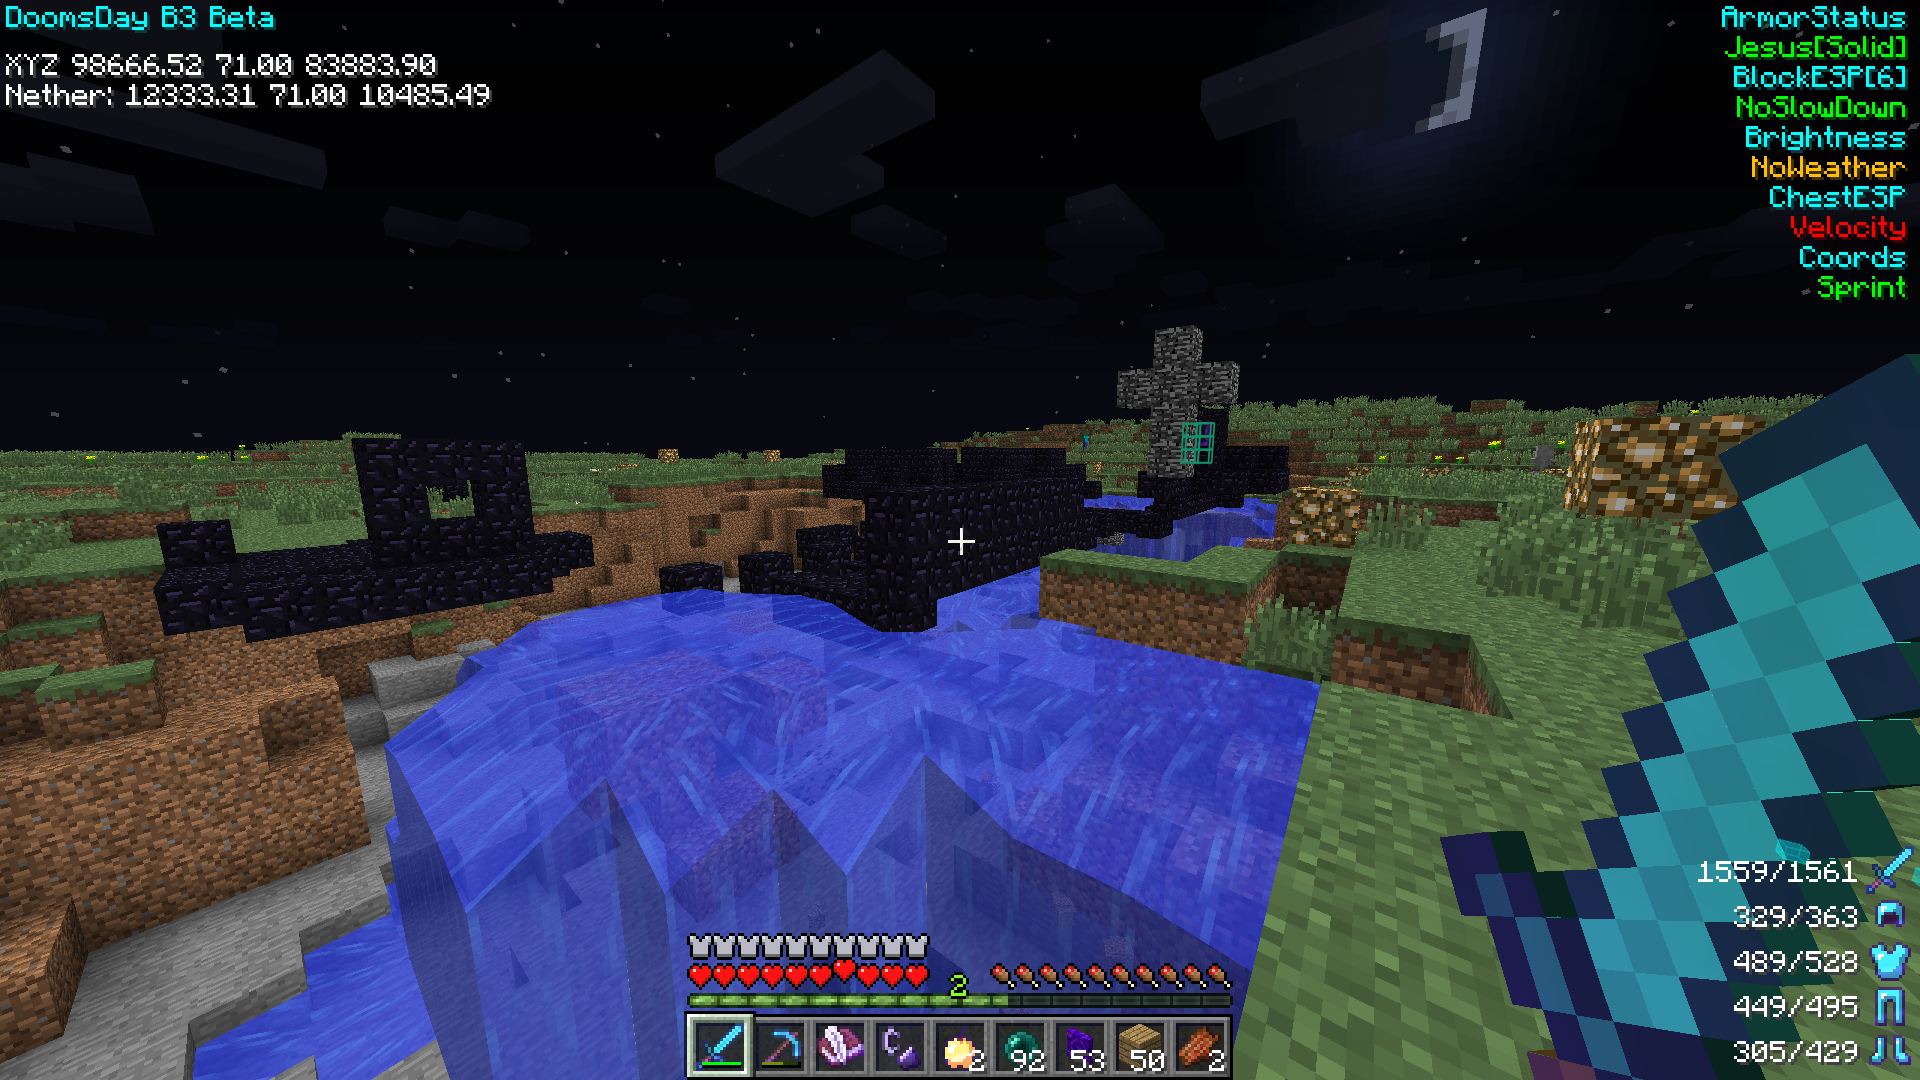 DoomsDay B3 Beta
XYZ 98666.52 71.00 83883.90
Nether: 12333.31 71.00 10485.49
ArmorStatus
Jesus[Solid]
BlockESP[6]
NoSlowDown
Brightness
NoWeather
ChestESP
Velocity
Coords
Sprint
1559/1561
329/363
489/528
449/495
305/429
2
2
92
53
50
2